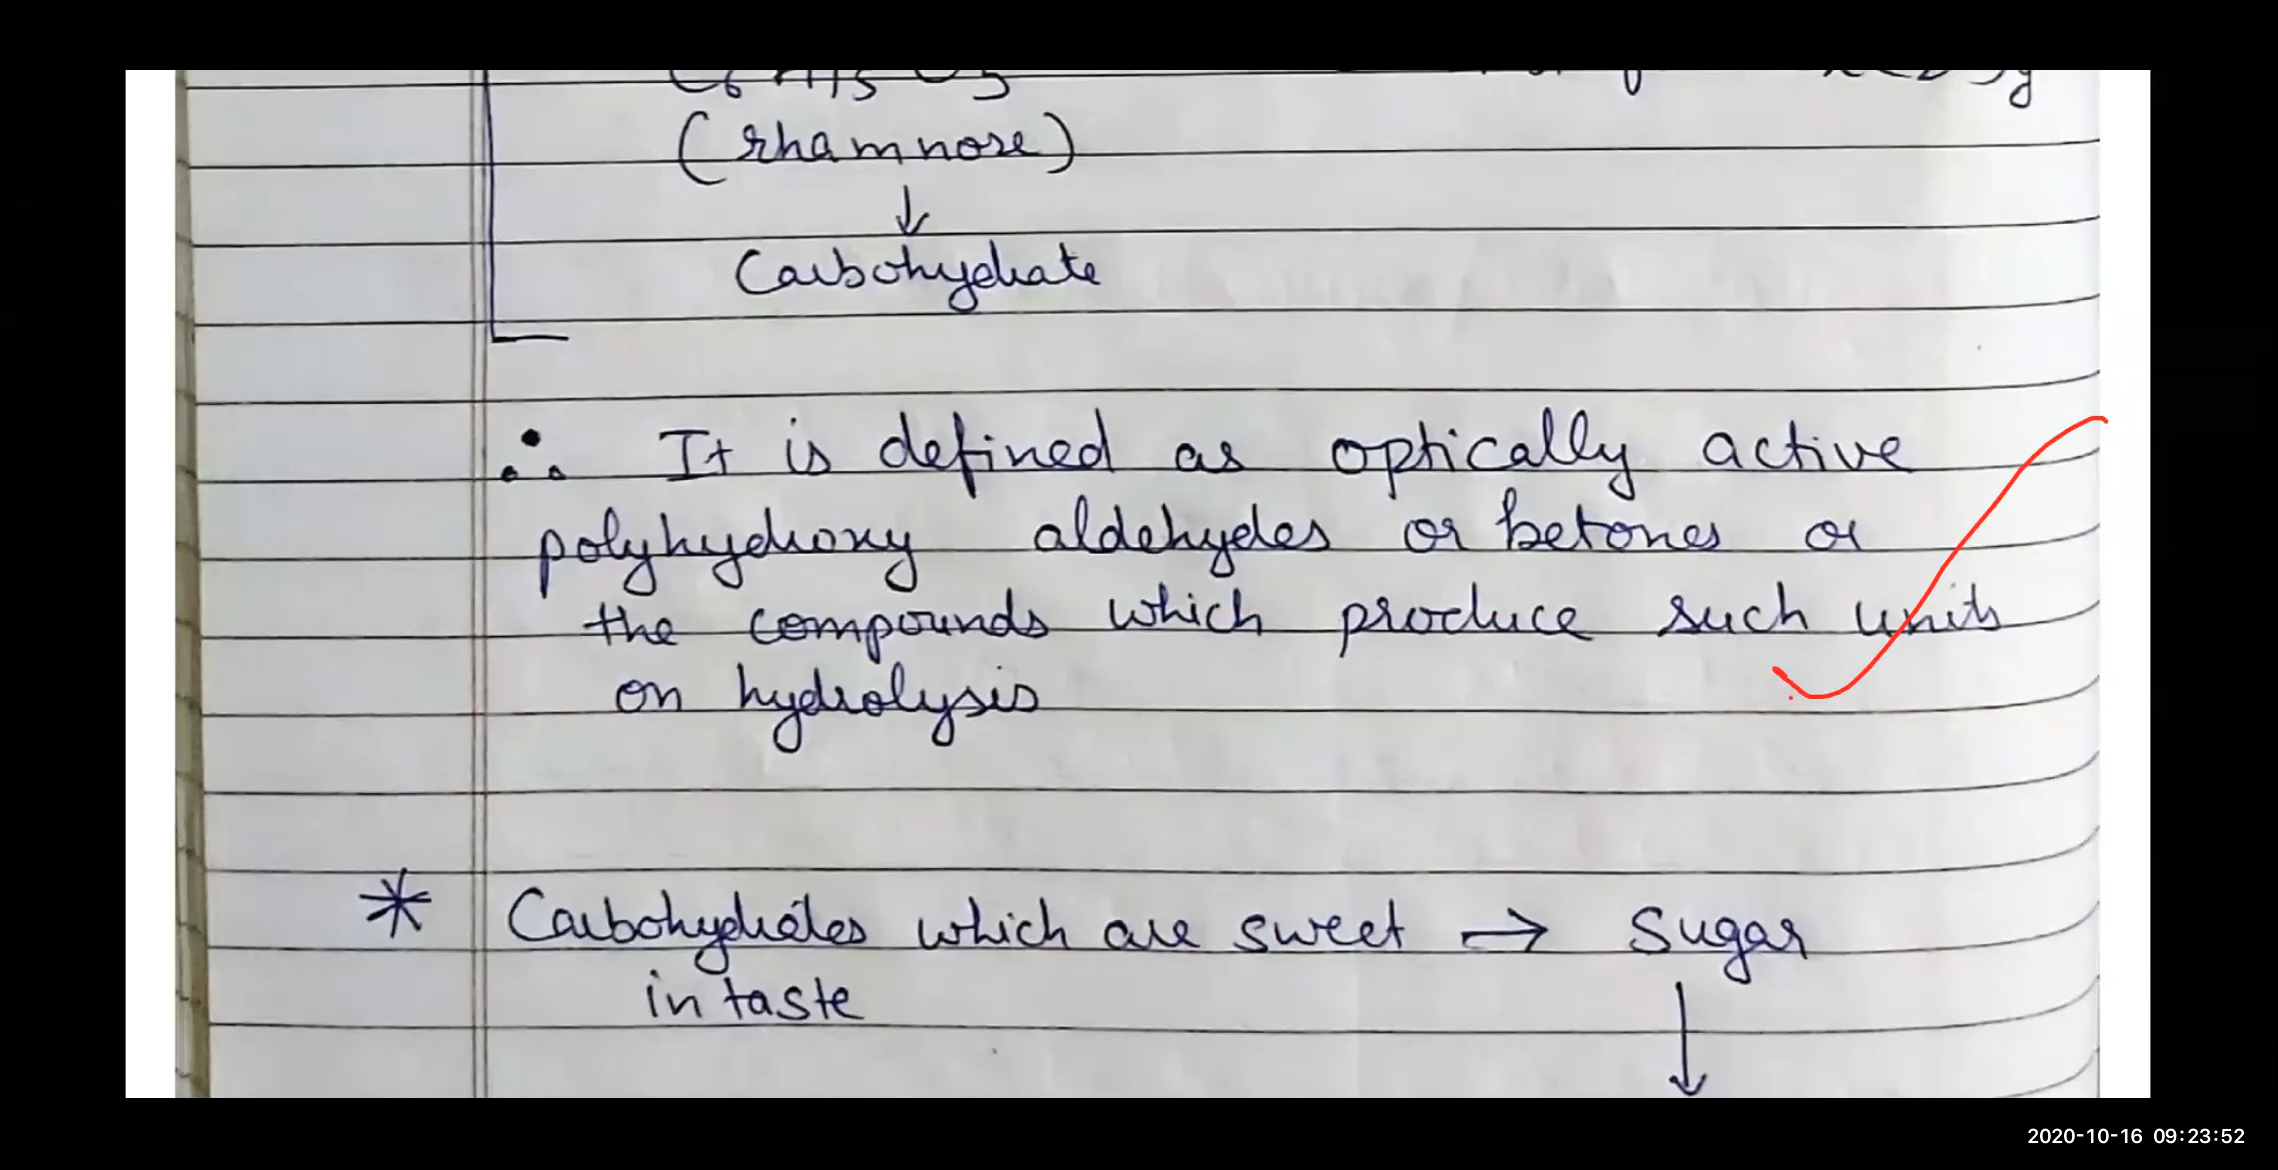 (rhamnose)
↓
Carbohydrate
∴ It is defined as optically active
polyhydroxy aldehydes or ketones or
the compounds which produce such units
on hydrolysis
* Carbohydrates which are sweet → Sugar
in taste
↓
2020-10-16 09:23:52